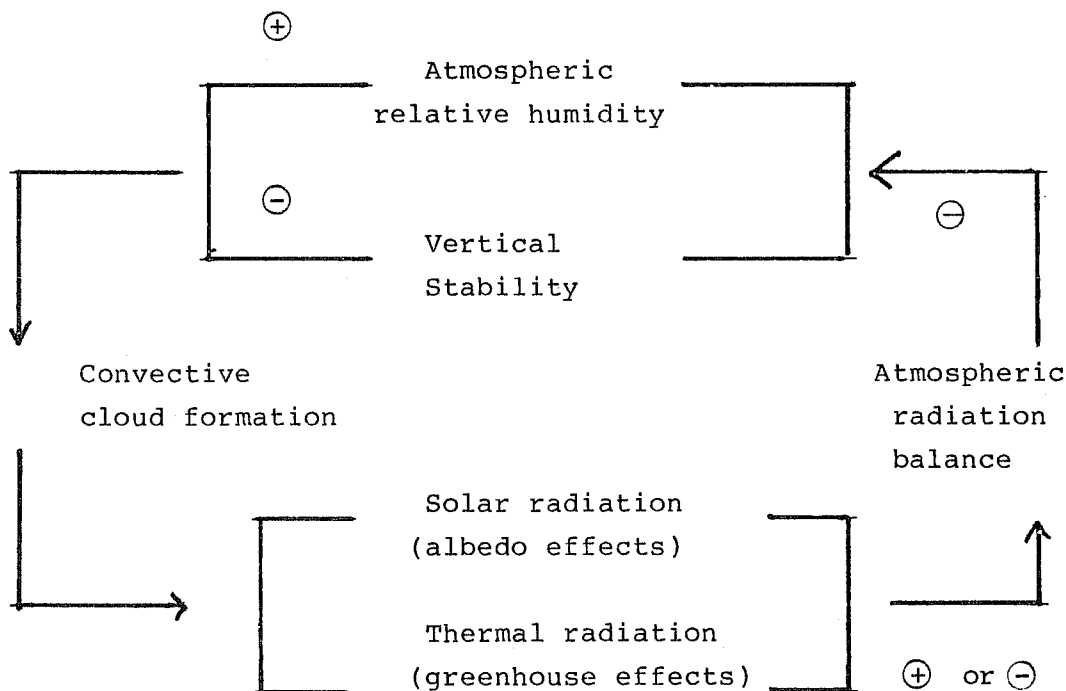 ⊕
Atmospheric
relative humidity
⊖
Vertical
Stability
⊖
Convective
cloud formation
Atmospheric
radiation
balance
Solar radiation
(albedo effects)
Thermal radiation
(greenhouse effects)
⊕ or ⊖